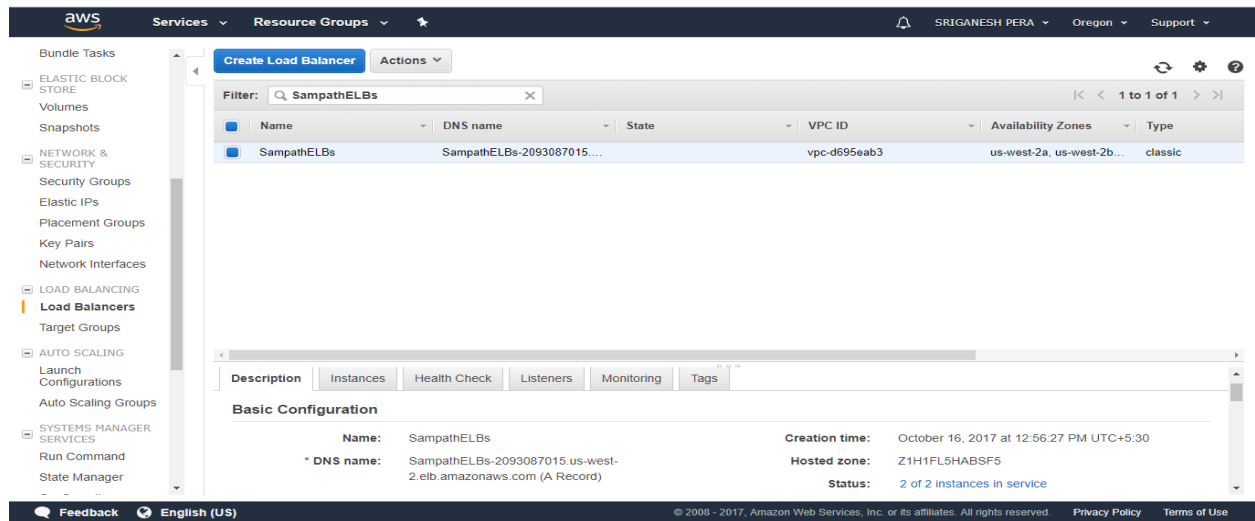 aws Services Resource Groups SRIGANESH PERA Oregon Support
Bundle Tasks
ELASTIC BLOCK
STORE
Volumes
Snapshots
NETWORK &
SECURITY
Security Groups
Elastic IPs
Placement Groups
Key Pairs
Network Interfaces
LOAD BALANCING
Load Balancers
Target Groups
AUTO SCALING
Launch
Configurations
Auto Scaling Groups
SYSTEMS MANAGER
SERVICES
Run Command
State Manager
Create Load Balancer Actions
Filter: SampathELBs 1 to 1 of 1
Name DNS name State VPC ID Availability Zones Type
SampathELBs SampathELBs-2093087015.... vpc-d695eab3 us-west-2a, us-west-2b... classic
Description Instances Health Check Listeners Monitoring Tags
Basic Configuration
Name: SampathELBs Creation time: October 16, 2017 at 12:56:27 PM UTC+5:30
* DNS name: SampathELBs-2093087015.us-west- Hosted zone: Z1H1FL5HABSF5
2.elb.amazonaws.com (A Record)
Status: 2 of 2 instances in service
Feedback English (US) © 2008 - 2017, Amazon Web Services, Inc. or its affiliates. All rights reserved. Privacy Policy Terms of Use